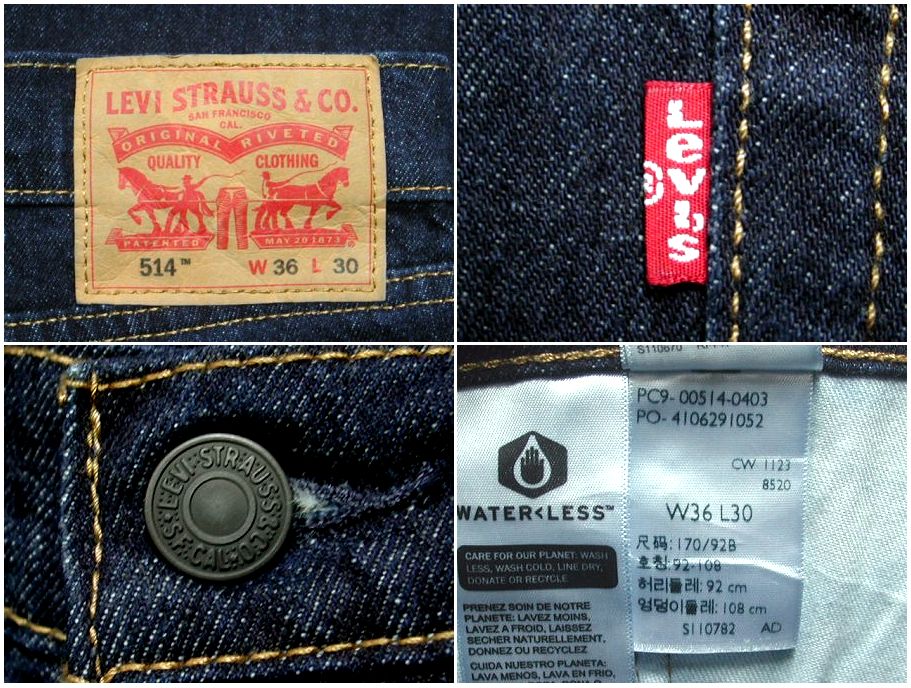 LEVI STRAUSS & CO.
SAN FRANCISCO
CAL.
ORIGINAL RIVETED
QUALITY CLOTHING
PATENTED MAY 20 1873 ®
514™ W 36 L 30
LEVI'S
®
LEVI STRAUSS & CO. S.F. CAL.
WATER<LESS™
CARE FOR OUR PLANET: WASH
LESS, WASH COLD, LINE DRY,
DONATE OR RECYCLE
PRENEZ SOIN DE NOTRE
PLANETE: LAVEZ MOINS,
LAVEZ A FROID, LAISSEZ
SECHER NATURELLEMENT,
DONNEZ OU RECYCLEZ
CUIDA NUESTRO PLANETA:
LAVA MENOS, LAVA EN FRIO,
S110670
PC9- 00514-0403
PO- 4106291052
CW 1123
8520
W36 L30
尺码: 170/92B
호칭: 92-108
허리둘레: 92 cm
엉덩이둘레: 108 cm
S110782 AD